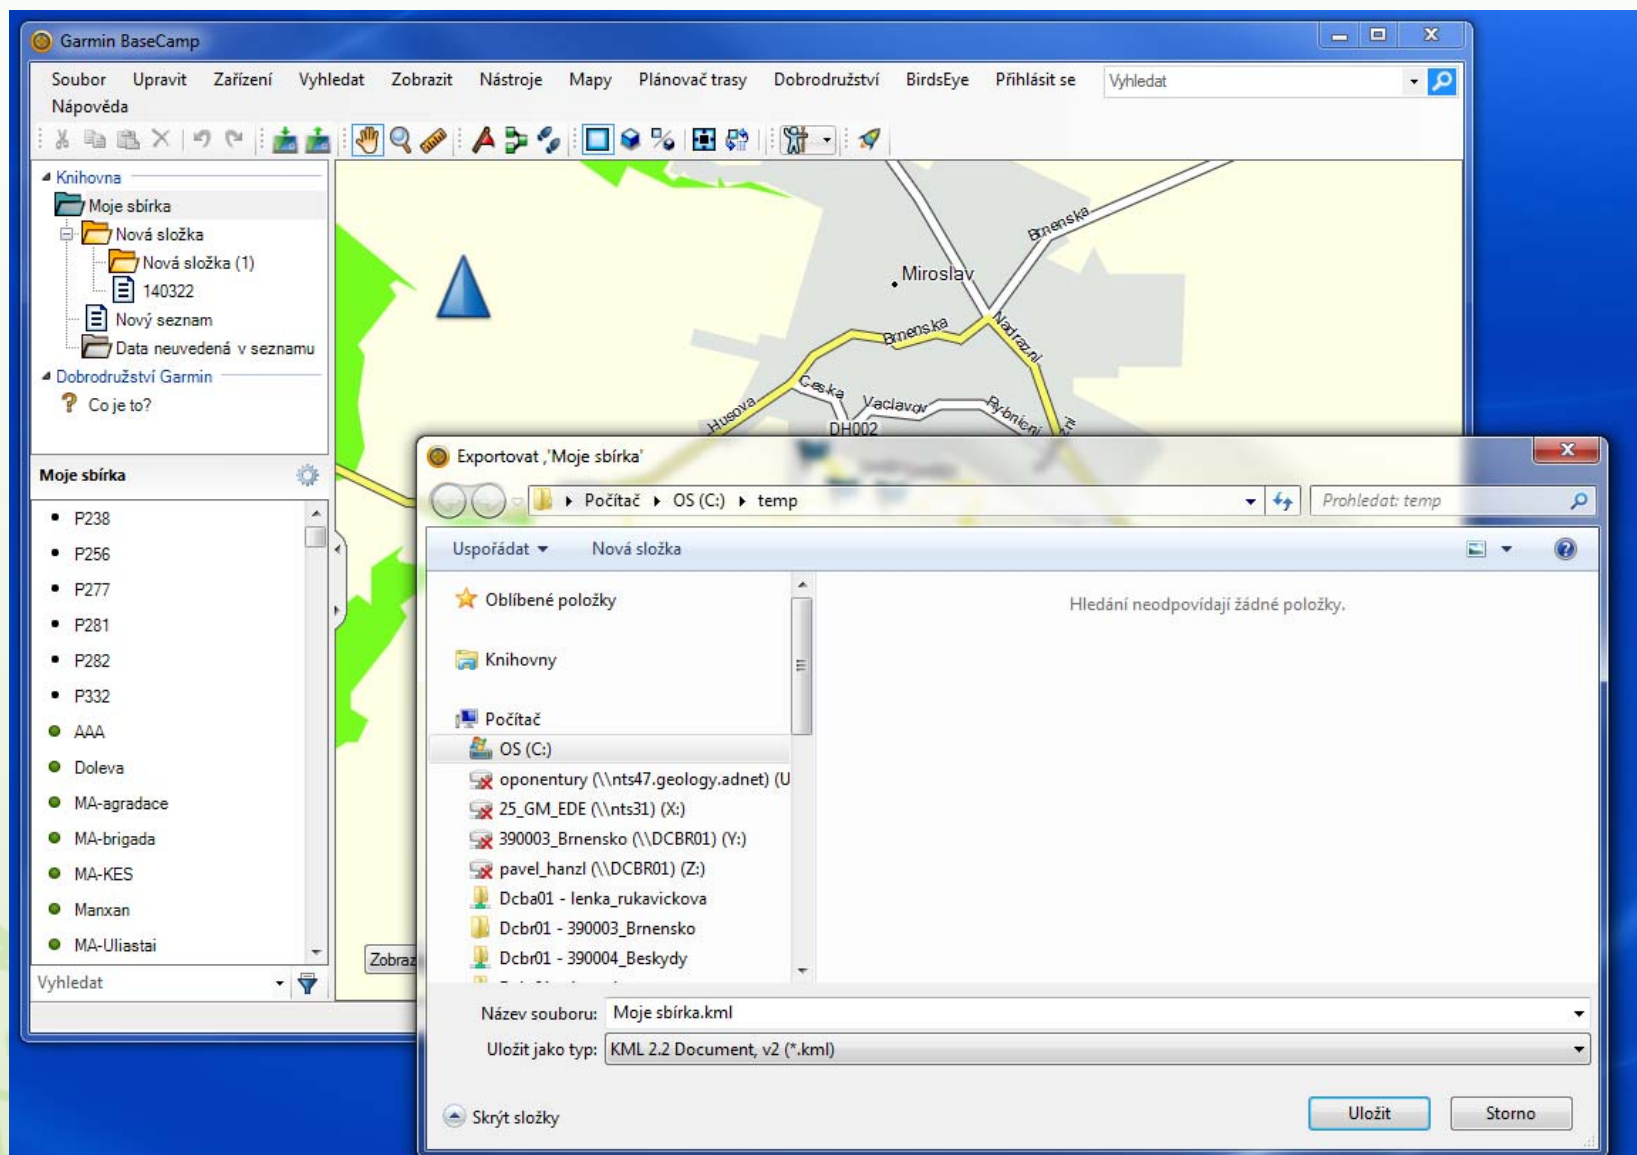 Garmin BaseCamp
Soubor Upravit Zařízení Vyhledat Zobrazit Nástroje Mapy Plánovač trasy Dobrodružství BirdsEye Přihlásit se Vyhledat
Nápověda
Knihovna
Moje sbírka
Nová složka
Nová složka (1)
140322
Nový seznam
Data neuvedená v seznamu
Dobrodružství Garmin
Co je to?
Brnenska
Miroslav
Brnenska
Nadrazni
Ceska
Vaclavov
Rybnicni
Husova
DH002
Moje sbírka
P238
P256
P277
P281
P282
P332
AAA
Doleva
MA-agradace
MA-brigada
MA-KES
Manxan
MA-Uliastai
Vyhledat
Zobraz
Exportovat ,'Moje sbírka'
Počítač OS (C:) temp
Prohledat: temp
Uspořádat Nová složka
Oblíbené položky
Hledání neodpovídají žádné položky.
Knihovny
Počítač
OS (C:)
oponentury (\\nts47.geology.adnet) (U
25_GM_EDE (\\nts31) (X:)
390003_Brnensko (\\DCBR01) (Y:)
pavel_hanzl (\\DCBR01) (Z:)
Dcba01 - lenka_rukavickova
Dcbr01 - 390003_Brnensko
Dcbr01 - 390004_Beskydy
Název souboru: Moje sbírka.kml
Uložit jako typ: KML 2.2 Document, v2 (*.kml)
Skrýt složky
Uložit Storno